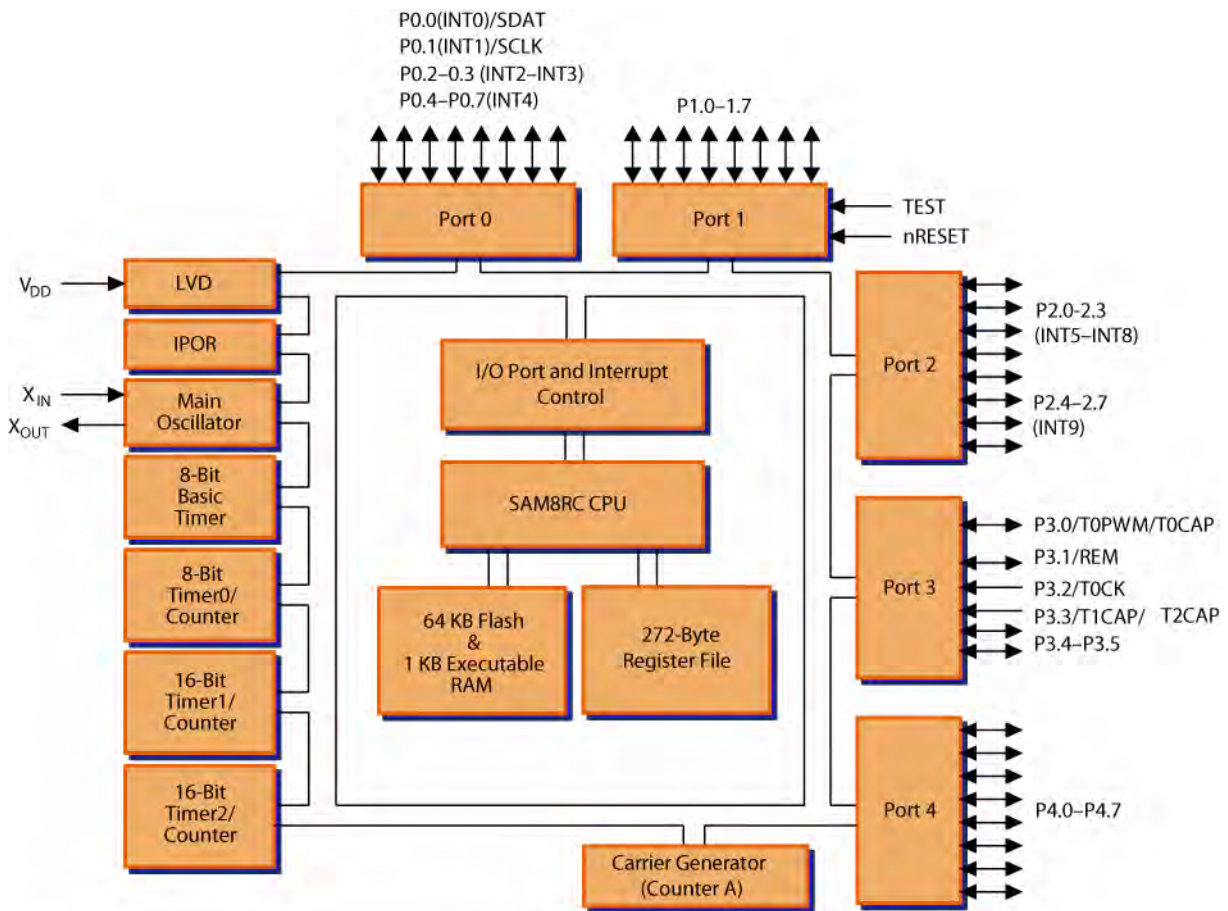 P0.0(INT0)/SDAT
P0.1(INT1)/SCLK
P0.2–0.3 (INT2–INT3)
P0.4–P0.7(INT4)
P1.0–1.7
Port 0
Port 1
TEST
nRESET
VDD
LVD
IPOR
XIN
XOUT
Main
Oscillator
8-Bit
Basic
Timer
8-Bit
Timer0/
Counter
16-Bit
Timer1/
Counter
16-Bit
Timer2/
Counter
I/O Port and Interrupt
Control
SAM8RC CPU
64 KB Flash
&
1 KB Executable
RAM
272-Byte
Register File
Port 2
P2.0-2.3
(INT5–INT8)
P2.4–2.7
(INT9)
Port 3
P3.0/T0PWM/T0CAP
P3.1/REM
P3.2/T0CK
P3.3/T1CAP/ T2CAP
P3.4–P3.5
Port 4
P4.0–P4.7
Carrier Generator
(Counter A)